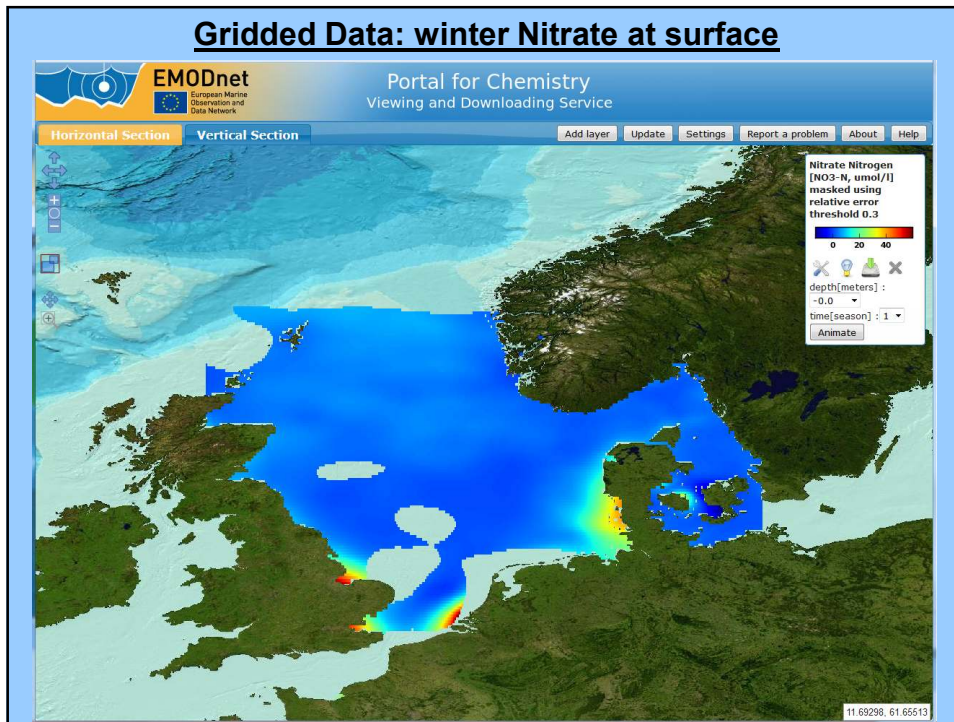 Gridded Data: winter Nitrate at surface
EMODnet
European Marine
Observation and
Data Network
Portal for Chemistry
Viewing and Downloading Service
Horizontal Section
Vertical Section
Add layer
Update
Settings
Report a problem
About
Help
Nitrate Nitrogen
[NO3-N, umol/l]
masked using
relative error
threshold 0.3
0 20 40
depth[meters] :
-0.0
time[season] : 1
Animate
11.69298, 61.65513